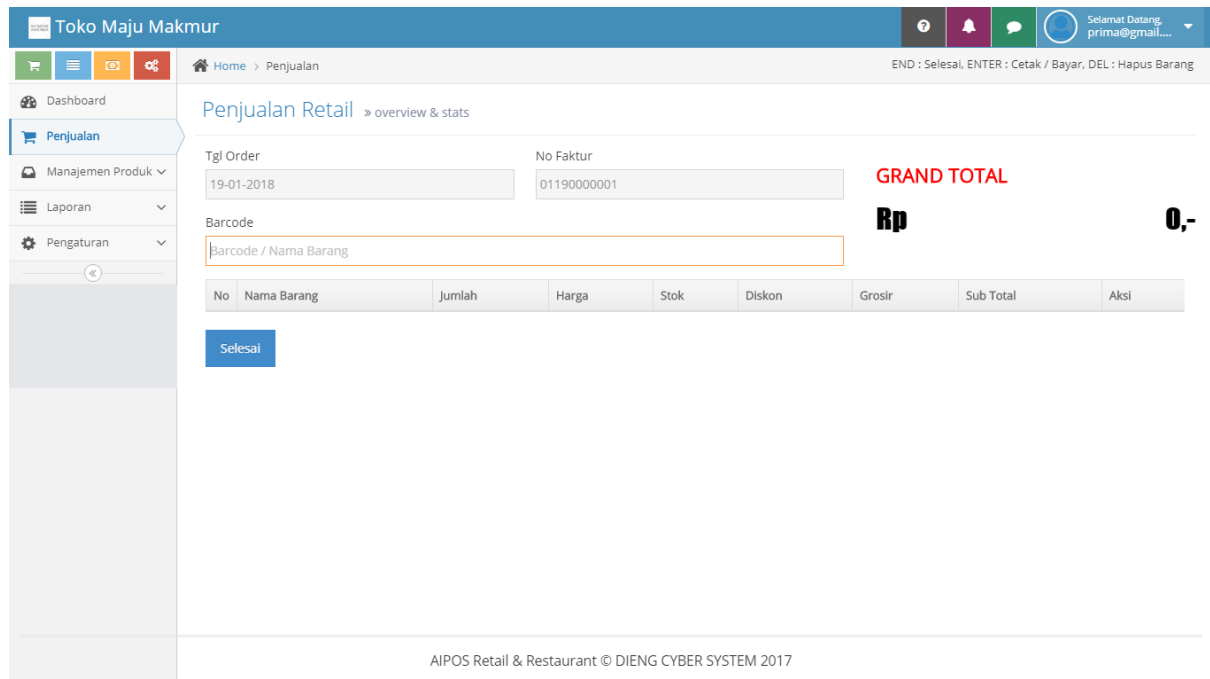 Toko Maju Makmur
Selamat Datang,
prima@gmail....
Home > Penjualan
END : Selesai, ENTER : Cetak / Bayar, DEL : Hapus Barang
Dashboard
Penjualan
Manajemen Produk
Laporan
Pengaturan
Penjualan Retail » overview & stats
Tgl Order
No Faktur
19-01-2018
01190000001
Barcode
Barcode / Nama Barang
GRAND TOTAL
Rp 0,-
No Nama Barang Jumlah Harga Stok Diskon Grosir Sub Total Aksi
Selesai
AIPOS Retail & Restaurant © DIENG CYBER SYSTEM 2017